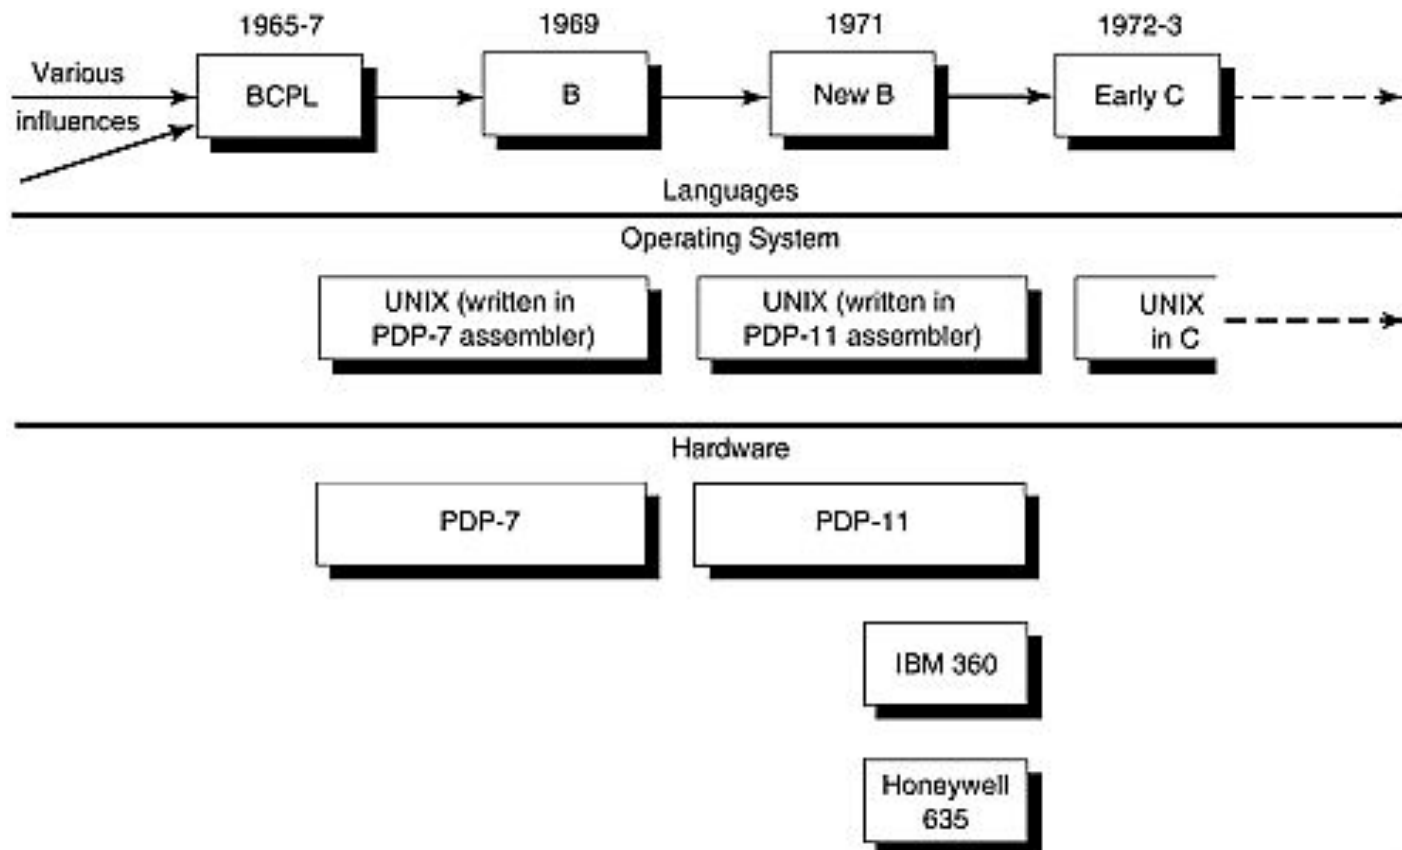 1965-7 1969 1971 1972-3
Various
influences
BCPL B New B Early C
Languages
Operating System
UNIX (written in
PDP-7 assembler)
UNIX (written in
PDP-11 assembler)
UNIX
in C
Hardware
PDP-7 PDP-11
IBM 360
Honeywell
635